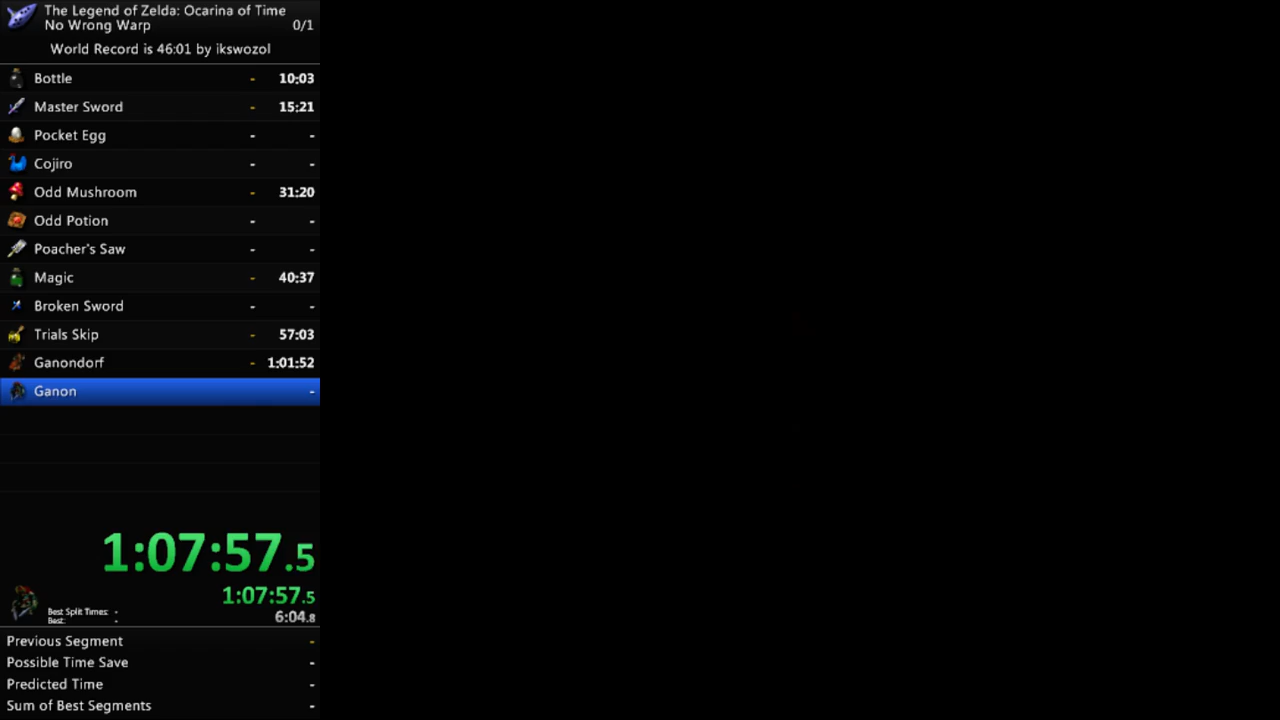 The Legend of Zelda: Ocarina of Time
No Wrong Warp 0/1
World Record is 46:01 by ikswozol
Bottle - 10:03
Master Sword - 15:21
Pocket Egg - -
Cojiro - -
Odd Mushroom - 31:20
Odd Potion - -
Poacher's Saw - -
Magic - 40:37
Broken Sword - -
Trials Skip - 57:03
Ganondorf - 1:01:52
Ganon -
1:07:57.5
1:07:57.5
Best Split Times: -
Best: -
6:04.8
Previous Segment -
Possible Time Save -
Predicted Time -
Sum of Best Segments -